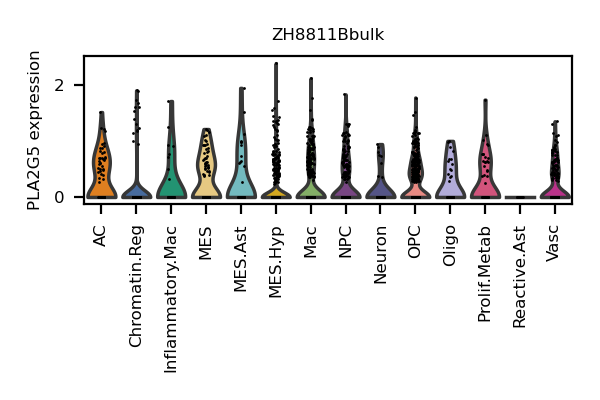 ZH8811Bbulk
PLA2G5 expression
2
0
AC
Chromatin.Reg
Inflammatory.Mac
MES
MES.Ast
MES.Hyp
Mac
NPC
Neuron
OPC
Oligo
Prolif.Metab
Reactive.Ast
Vasc